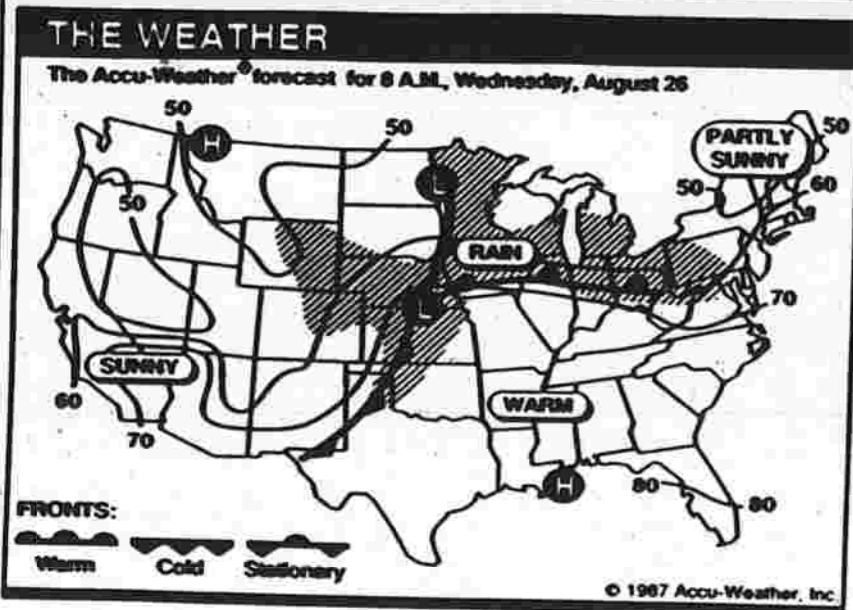 THE WEATHER
The Accu-Weather® forecast for 8 A.M., Wednesday, August 26
50
H
50
PARTLY
SUNNY
50
L
50
60
50
RAIN
L
70
SUNNY
60
WARM
70
H
80
80
FRONTS:
Warm
Cold
Stationary
© 1987 Accu-Weather, Inc.